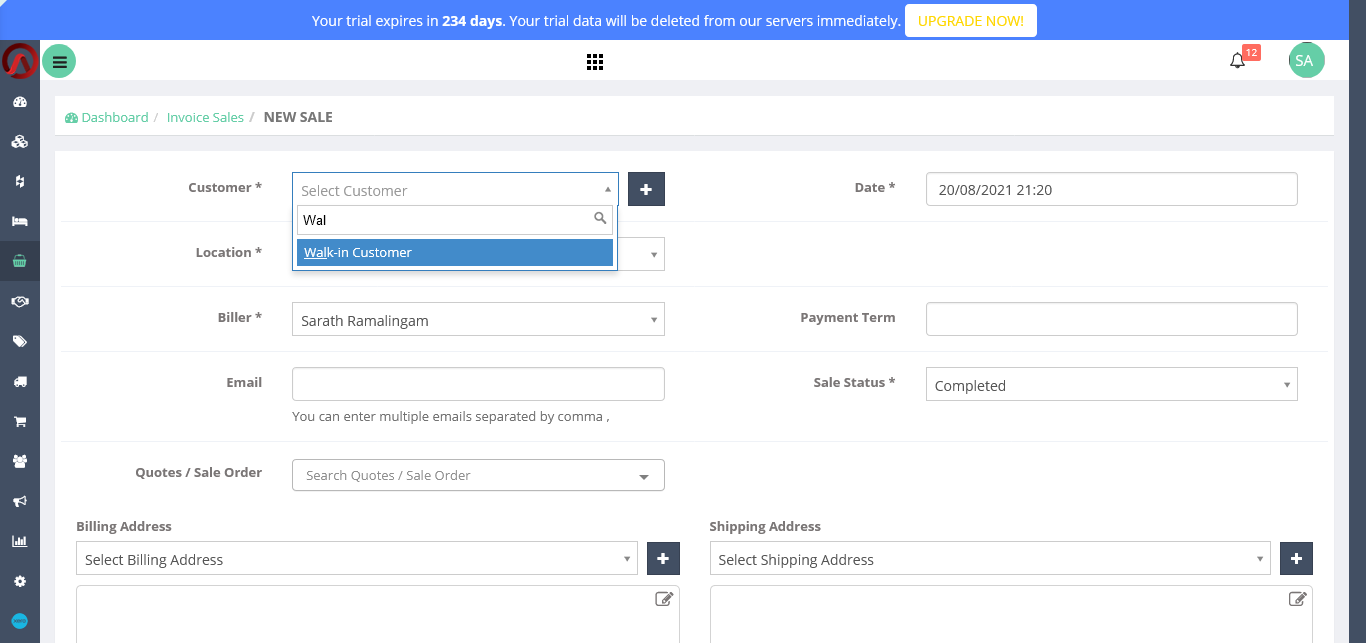 Your trial expires in 234 days. Your trial data will be deleted from our servers immediately. UPGRADE NOW!
12
SA
Dashboard / Invoice Sales / NEW SALE
Customer * Select Customer
Date * 20/08/2021 21:20
Wal
Walk-in Customer
Location *
Biller * Sarath Ramalingam
Payment Term
Email
Sale Status * Completed
You can enter multiple emails separated by comma ,
Quotes / Sale Order Search Quotes / Sale Order
Billing Address
Shipping Address
Select Billing Address
Select Shipping Address